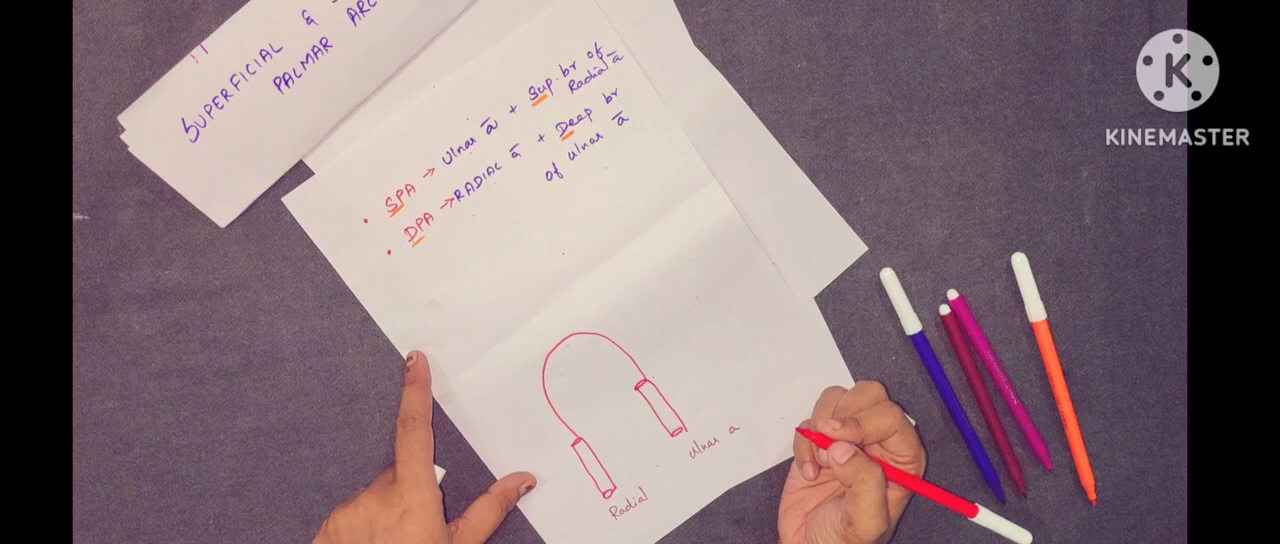 SUPERFICIAL &
PALMAR ARC
• SPA → Ulnar a̅ + Sup. br of
Radial a̅
• DPA → RADIAL a̅ + Deep br
of ulnar a̅
Ulnar a
Radial
K
KINEMASTER